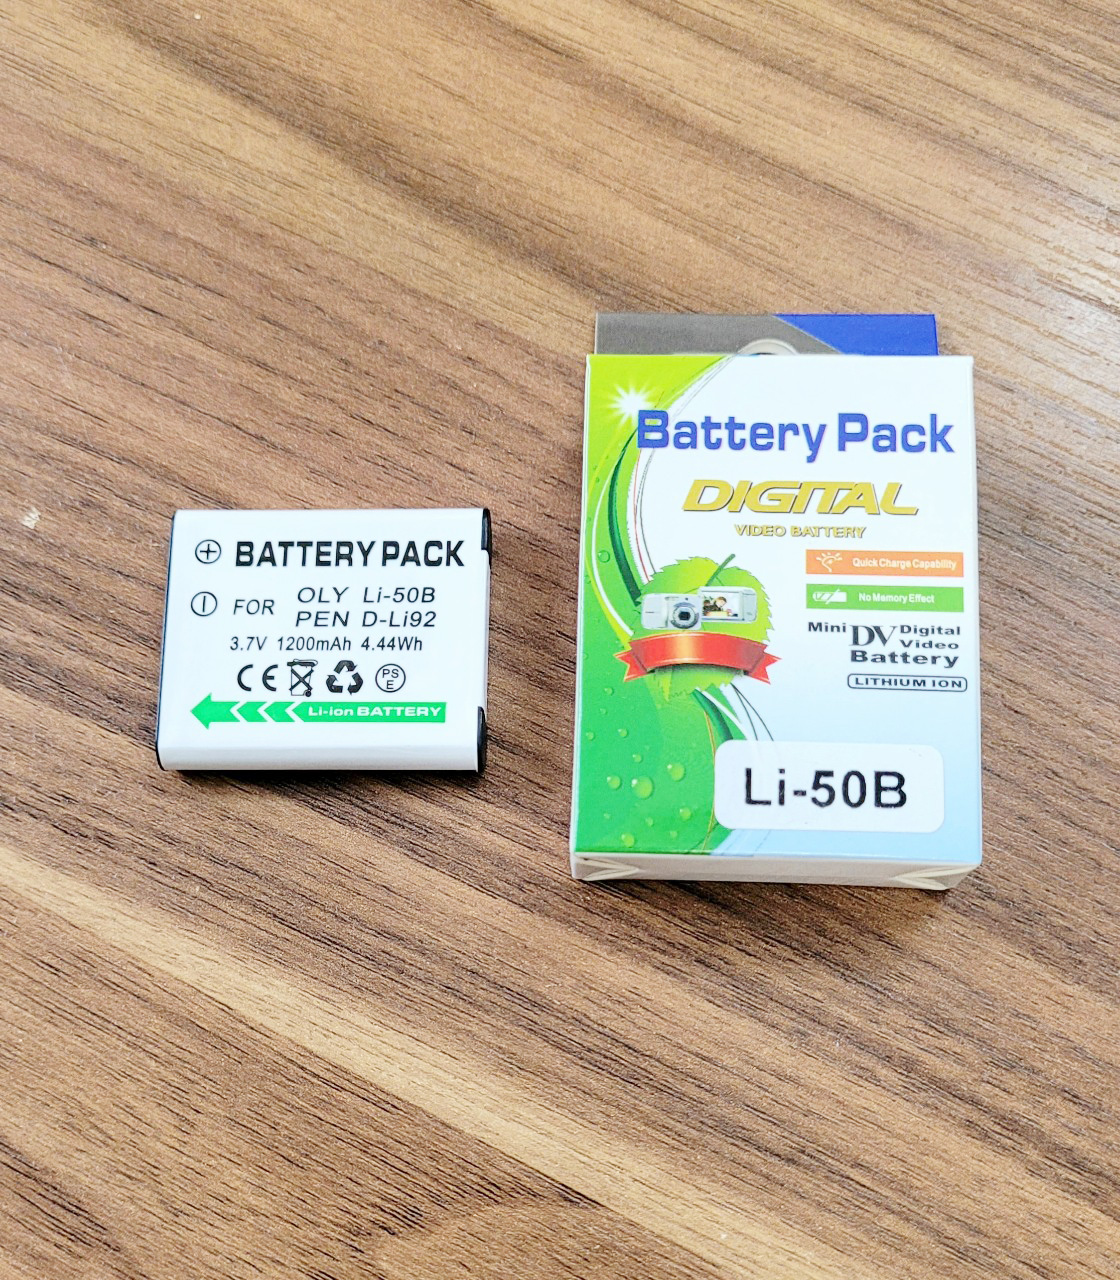 BATTERY PACK
FOR
OLY Li-50B
PEN D-Li92
3.7V 1200mAh 4.44Wh
CE
PS
E
Li-ion BATTERY
Battery Pack
DIGITAL
VIDEO BATTERY
Quick Charge Capability
No Memory Effect
Mini DV Digital
Video
Battery
LITHIUM ION
Li-50B